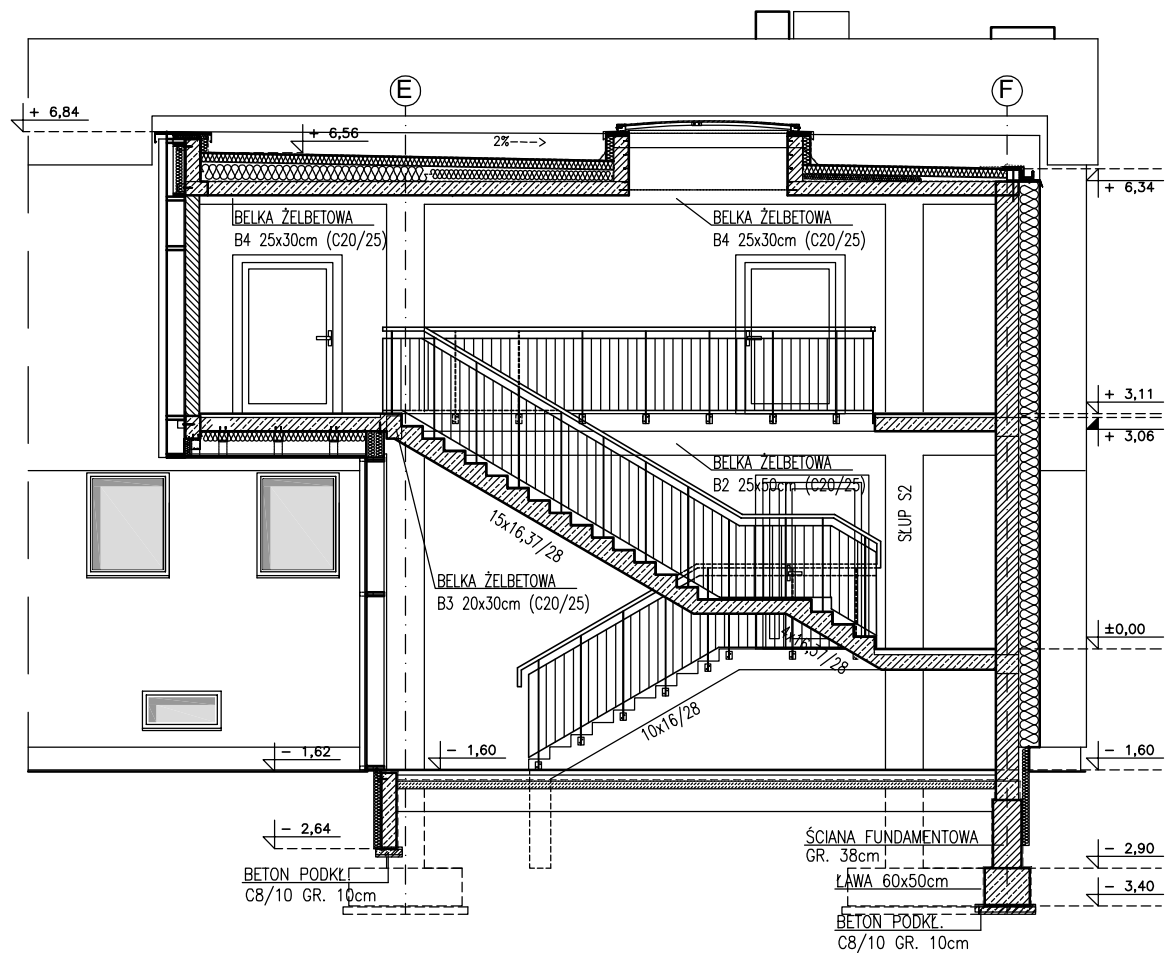 E
F
+ 6,84
+ 6,56
2%---->
+ 6,34
BELKA ŻELBETOWA
B4 25x30cm (C20/25)
BELKA ŻELBETOWA
B4 25x30cm (C20/25)
+ 3,11
+ 3,06
BELKA ŻELBETOWA
B2 25x50cm (C20/25)
SŁUP S2
15x16,37/28
BELKA ŻELBETOWA
B3 20x30cm (C20/25)
±0,00
4x16,37/28
10x16/28
- 1,62
- 1,60
- 1,60
- 2,64
ŚCIANA FUNDAMENTOWA
GR. 38cm
- 2,90
BETON PODKŁ.
C8/10 GR. 10cm
ŁAWA 60x50cm
- 3,40
BETON PODKŁ.
C8/10 GR. 10cm